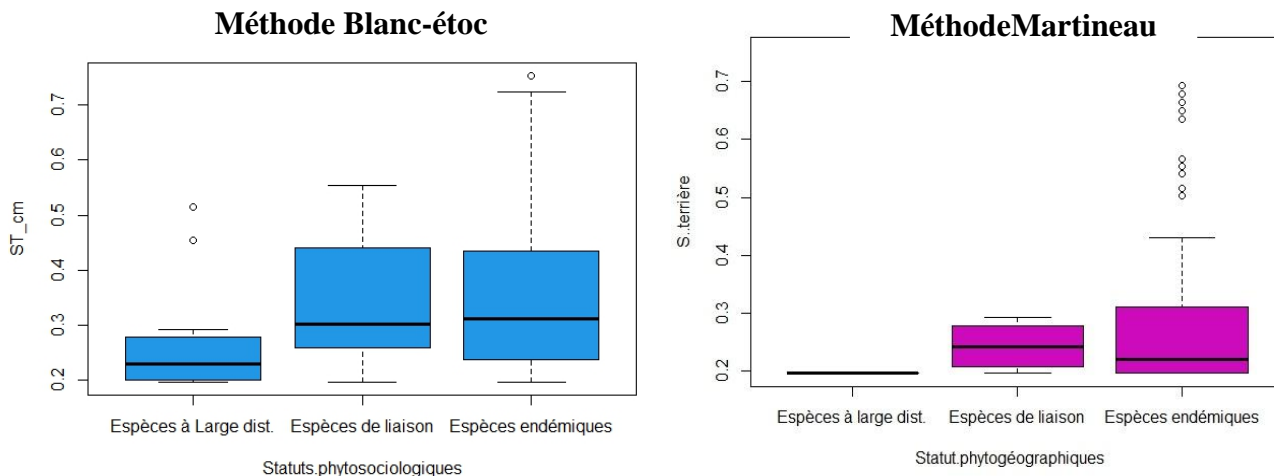 Méthode Blanc-étoc
ST_cm
0.7
0.6
0.5
0.4
0.3
0.2
Espèces à Large dist.
Espèces de liaison
Espèces endémiques
Statuts.phytosociologiques
MéthodeMartineau
S..terrière
0.7
0.6
0.5
0.4
0.3
0.2
Espèces à large dist.
Espèces de liaison
Espèces endémiques
Statut.phytogéographiques